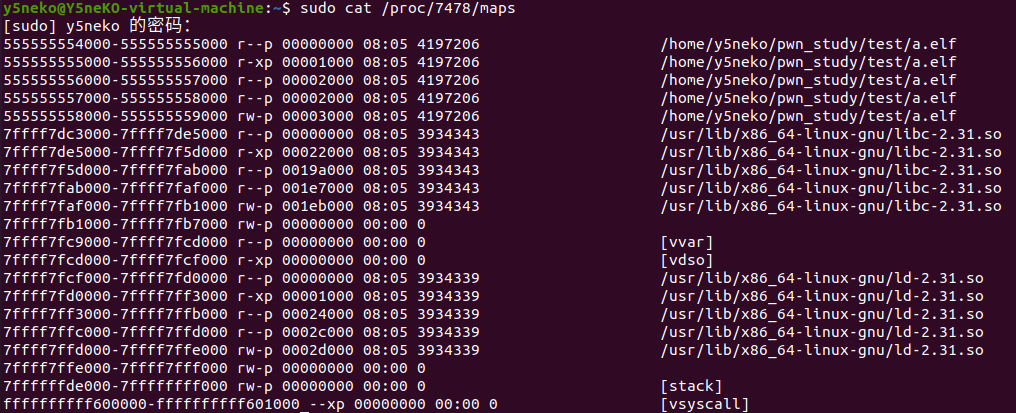 y5neko@Y5neKO-virtual-machine:~$ sudo cat /proc/7478/maps
[sudo] y5neko 的密码：
555555554000-555555555000 r--p 00000000 08:05 4197206 /home/y5neko/pwn_study/test/a.elf
555555555000-555555556000 r-xp 00001000 08:05 4197206 /home/y5neko/pwn_study/test/a.elf
555555556000-555555557000 r--p 00002000 08:05 4197206 /home/y5neko/pwn_study/test/a.elf
555555557000-555555558000 r--p 00002000 08:05 4197206 /home/y5neko/pwn_study/test/a.elf
555555558000-555555559000 rw-p 00003000 08:05 4197206 /home/y5neko/pwn_study/test/a.elf
7ffff7dc3000-7ffff7de5000 r--p 00000000 08:05 3934343 /usr/lib/x86_64-linux-gnu/libc-2.31.so
7ffff7de5000-7ffff7f5d000 r-xp 00022000 08:05 3934343 /usr/lib/x86_64-linux-gnu/libc-2.31.so
7ffff7f5d000-7ffff7fab000 r--p 0019a000 08:05 3934343 /usr/lib/x86_64-linux-gnu/libc-2.31.so
7ffff7fab000-7ffff7faf000 r--p 001e7000 08:05 3934343 /usr/lib/x86_64-linux-gnu/libc-2.31.so
7ffff7faf000-7ffff7fb1000 rw-p 001eb000 08:05 3934343 /usr/lib/x86_64-linux-gnu/libc-2.31.so
7ffff7fb1000-7ffff7fb7000 rw-p 00000000 00:00 0
7ffff7fc9000-7ffff7fcd000 r--p 00000000 00:00 0 [vvar]
7ffff7fcd000-7ffff7fcf000 r-xp 00000000 00:00 0 [vdso]
7ffff7fcf000-7ffff7fd0000 r--p 00000000 08:05 3934339 /usr/lib/x86_64-linux-gnu/ld-2.31.so
7ffff7fd0000-7ffff7ff3000 r-xp 00001000 08:05 3934339 /usr/lib/x86_64-linux-gnu/ld-2.31.so
7ffff7ff3000-7ffff7ffb000 r--p 00024000 08:05 3934339 /usr/lib/x86_64-linux-gnu/ld-2.31.so
7ffff7ffc000-7ffff7ffd000 r--p 0002c000 08:05 3934339 /usr/lib/x86_64-linux-gnu/ld-2.31.so
7ffff7ffd000-7ffff7ffe000 rw-p 0002d000 08:05 3934339 /usr/lib/x86_64-linux-gnu/ld-2.31.so
7ffff7ffe000-7ffff7fff000 rw-p 00000000 00:00 0
7ffffffde000-7ffffffff000 rw-p 00000000 00:00 0 [stack]
ffffffffff600000-ffffffffff601000 --xp 00000000 00:00 0 [vsyscall]